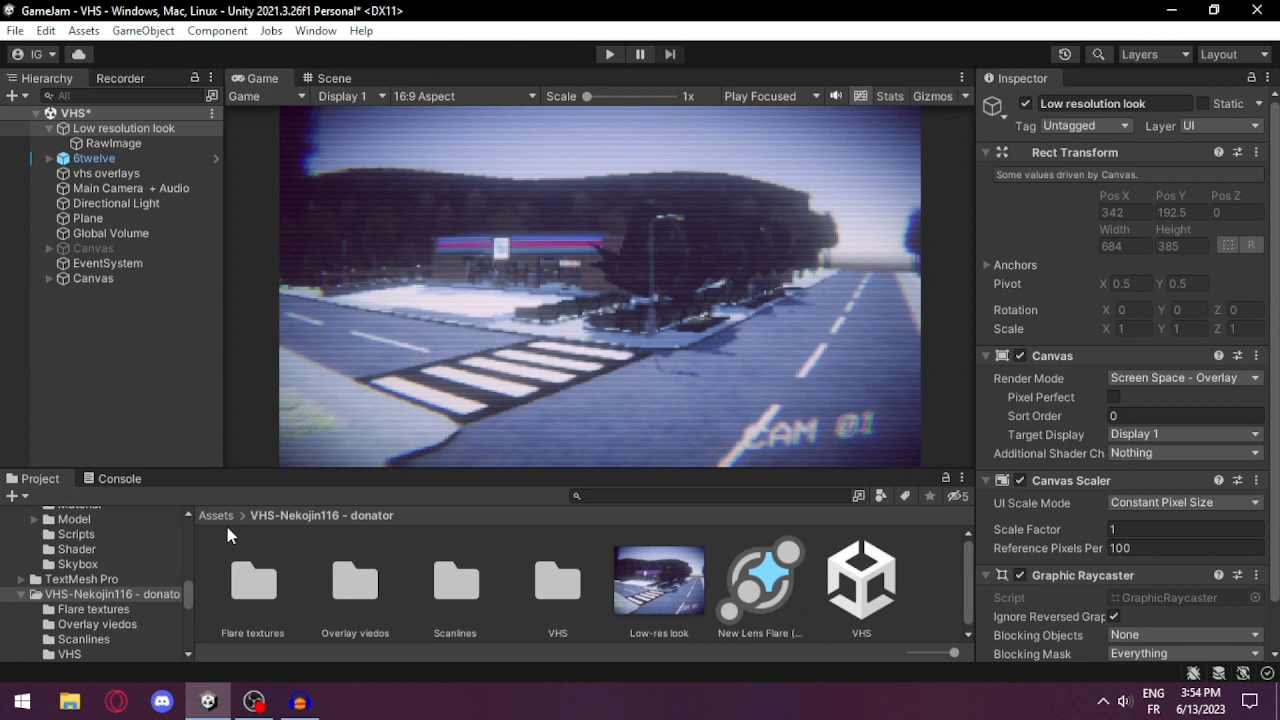 GameJam - VHS - Windows, Mac, Linux - Unity 2021.3.26f1 Personal* <DX11>
File Edit Assets GameObject Component Jobs Window Help
IG
Layers
Layout
Hierarchy
Recorder
All
VHS*
Low resolution look
RawImage
6twelve
vhs overlays
Main Camera + Audio
Directional Light
Plane
Global Volume
Canvas
EventSystem
Canvas
Game
Scene
Game Display 1 16:9 Aspect Scale 1x Play Focused Stats Gizmos
CAM 01
Inspector
Low resolution look
Static
Tag Untagged Layer UI
Rect Transform
Some values driven by Canvas.
Pos X Pos Y Pos Z
342 192.5 0
Width Height
684 385
R
Anchors
Pivot X 0.5 Y 0.5
Rotation X 0 Y 0 Z 0
Scale X 1 Y 1 Z 1
Canvas
Render Mode Screen Space - Overlay
Pixel Perfect
Sort Order 0
Target Display Display 1
Additional Shader Ch Nothing
Canvas Scaler
UI Scale Mode Constant Pixel Size
Scale Factor 1
Reference Pixels Per 100
Graphic Raycaster
Script GraphicRaycaster
Ignore Reversed Grap
Blocking Objects None
Blocking Mask Everything
Project
Console
5
Material
Model
Scripts
Shader
Skybox
TextMesh Pro
VHS-Nekojin116 - donato
Flare textures
Overlay viedos
Scanlines
VHS
Assets > VHS-Nekojin116 - donator
Flare textures
Overlay viedos
Scanlines
VHS
Low-res look
New Lens Flare (...
VHS
ENG
FR
3:54 PM
6/13/2023